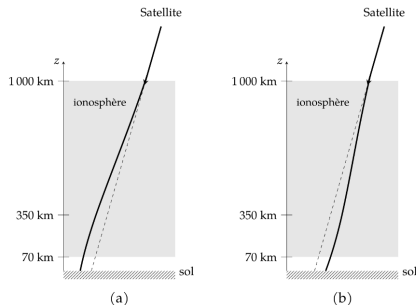 Satellite
z
1 000 km
ionosphère
350 km
70 km
sol
(a)
Satellite
z
1 000 km
ionosphère
350 km
70 km
sol
(b)